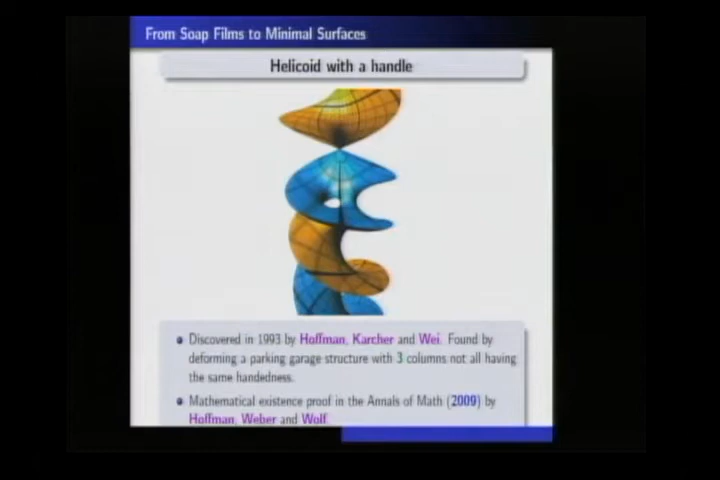 From Soap Films to Minimal Surfaces
Helicoid with a handle
Discovered in 1993 by Hoffman, Karcher and Wei. Found by
deforming a parking garage structure with 3 columns not all having
the same handedness.
Mathematical existence proof in the Annals of Math (2009) by
Hoffman, Weber and Wolf.